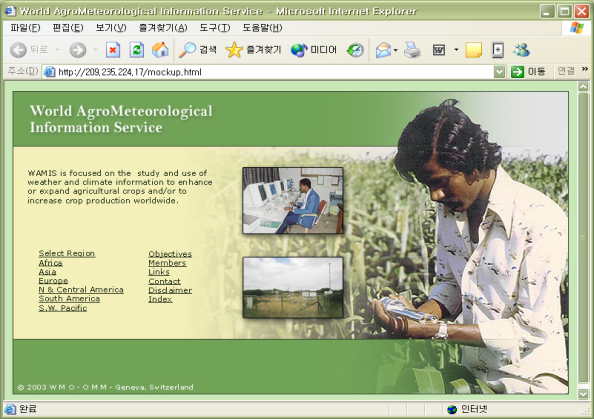 World AgroMeteorological Information Service - Microsoft Internet Explorer
파일(F) 편집(E) 보기(V) 즐겨찾기(A) 도구(T) 도움말(H)
뒤로 검색 즐겨찾기 미디어
주소(D) http://209,235,224,17/mockup.html 이동 연결 »
World AgroMeteorological
Information Service
WAMIS is focused on the study and use of
weather and climate information to enhance
or expand agricultural crops and/or to
increase crop production worldwide.
Select Region
Africa
Asia
Europe
N & Central America
South America
S.W. Pacific
Objectives
Members
Links
Contact
Disclaimer
Index
© 2003 W M O - O M M - Geneva, Switzerland
완료 인터넷